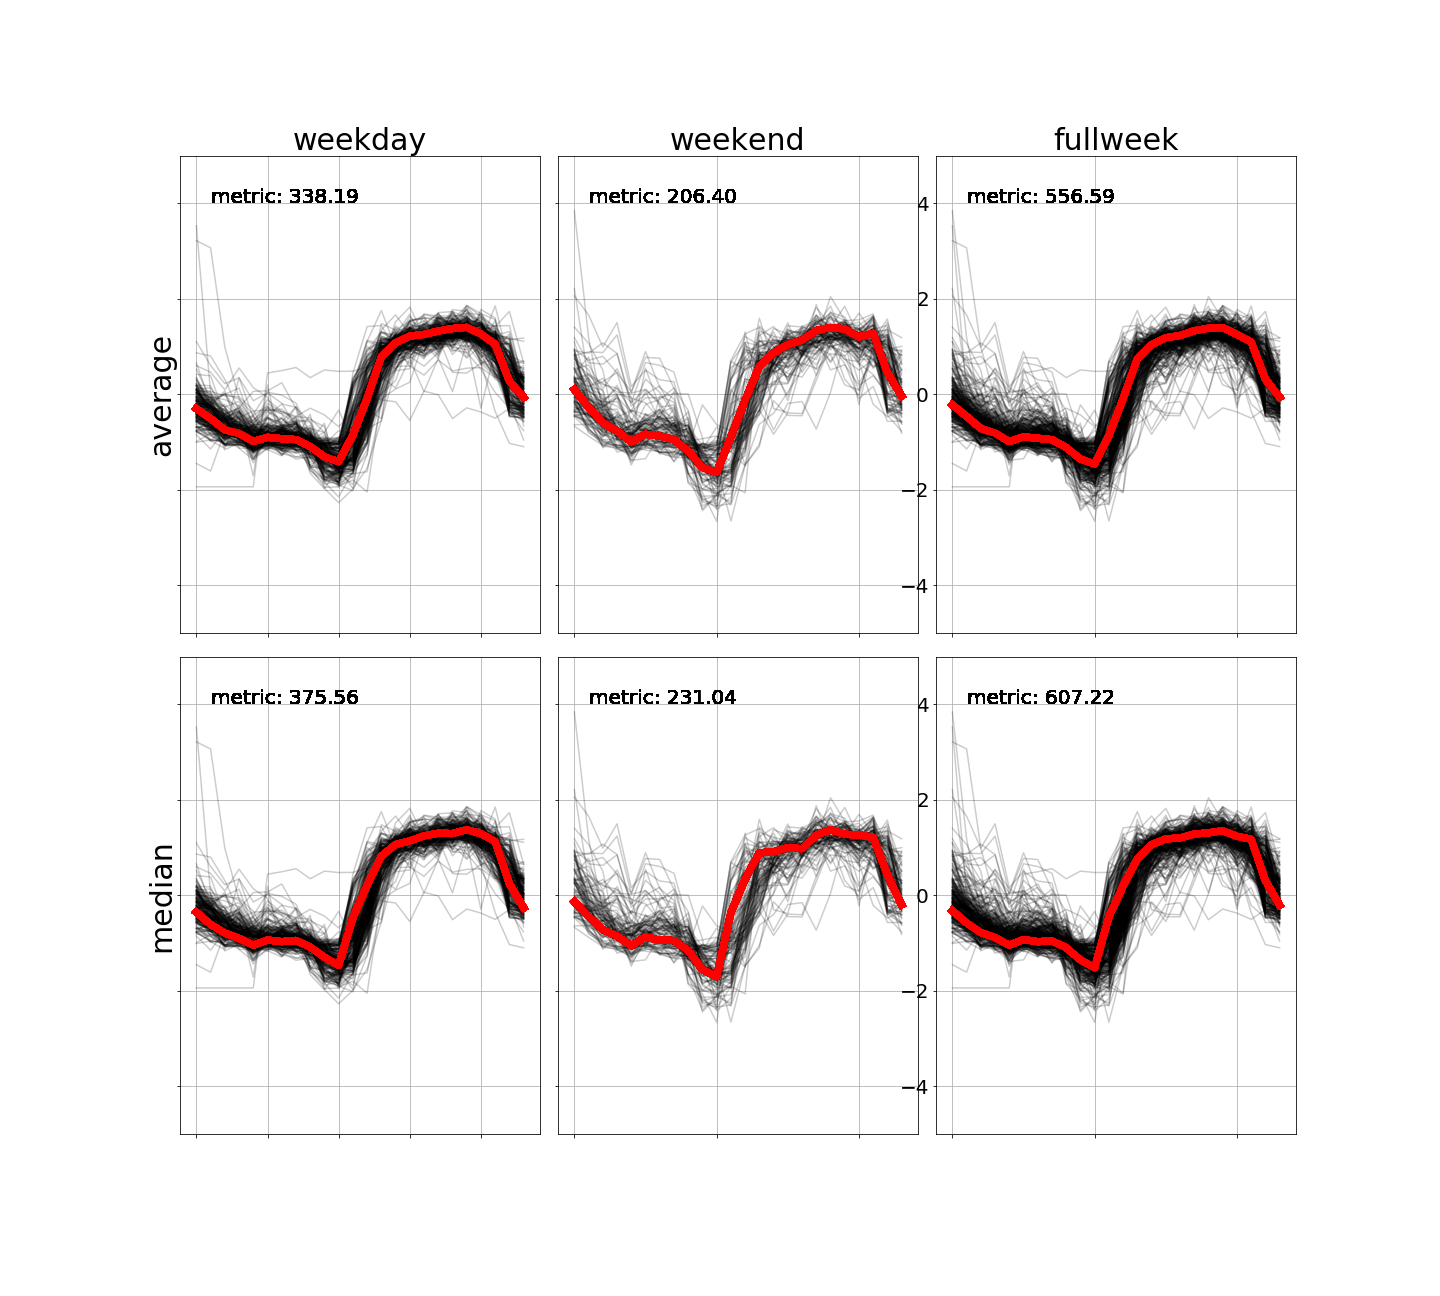 weekday weekend fullweek
metric: 338.19 metric: 206.40 metric: 556.59
4
2
average
0
−2
−4
metric: 375.56 metric: 231.04 metric: 607.22
4
2
median
0
−2
−4